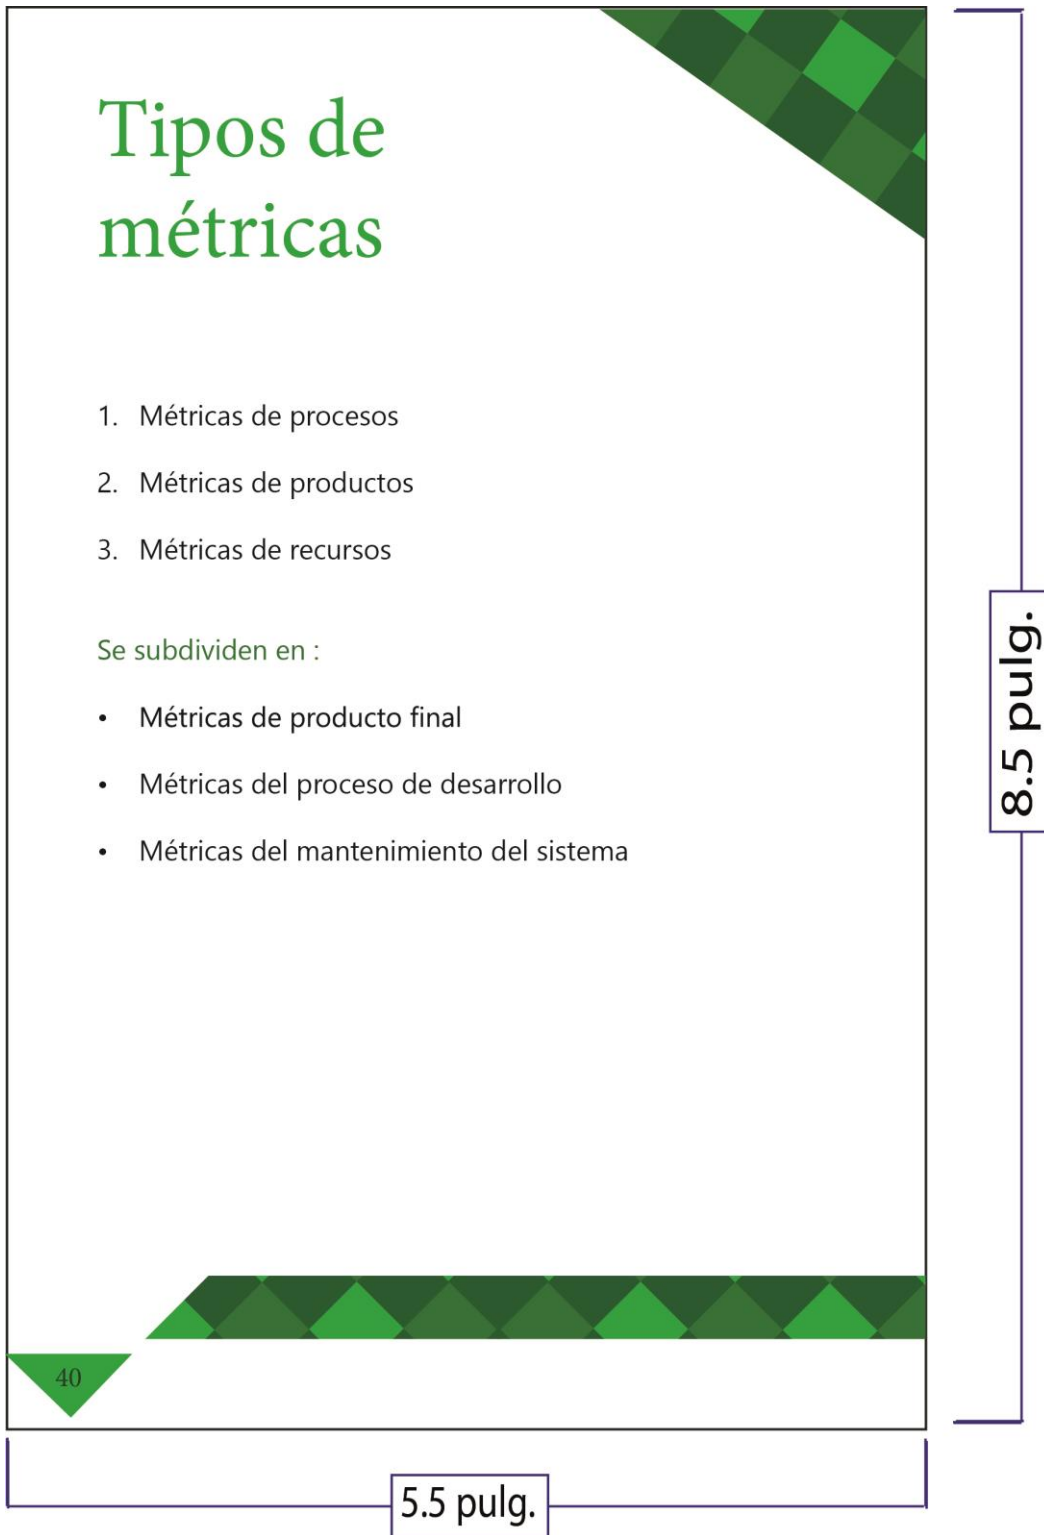 Tipos de
métricas
1. Métricas de procesos
2. Métricas de productos
3. Métricas de recursos
Se subdividen en :
• Métricas de producto final
• Métricas del proceso de desarrollo
• Métricas del mantenimiento del sistema
8.5 pulg.
40
5.5 pulg.